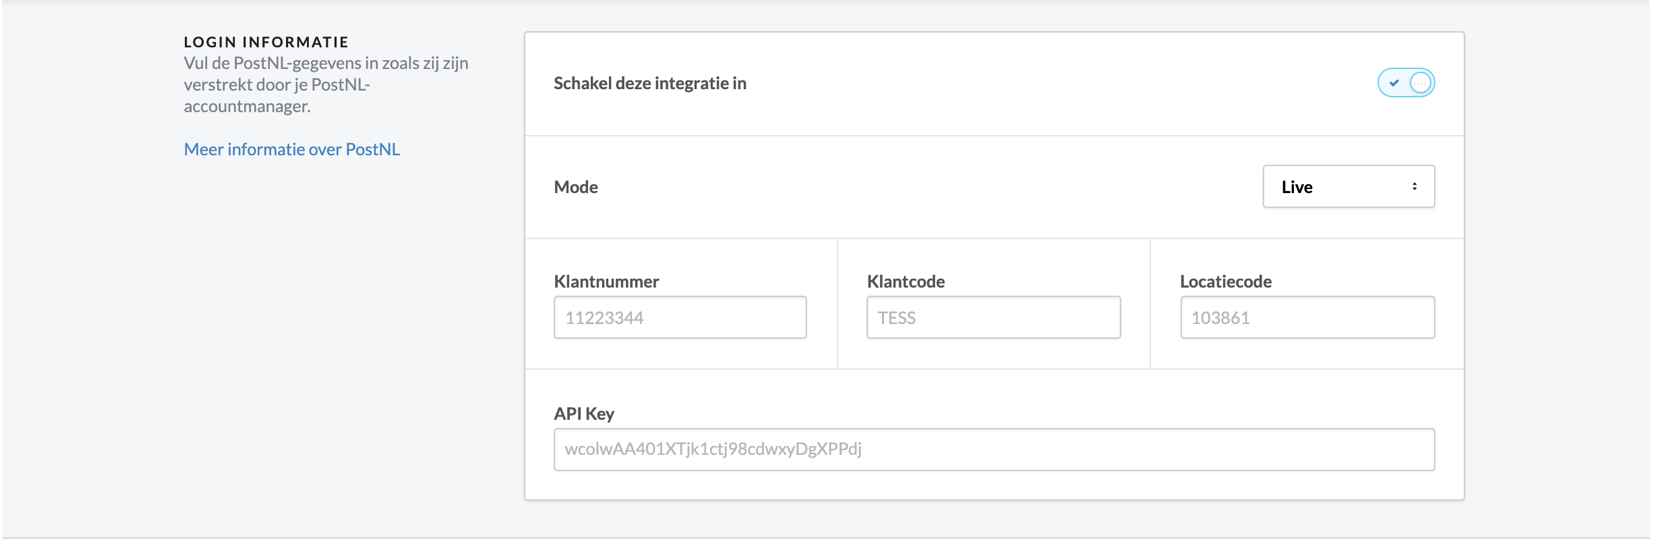 LOGIN INFORMATIE
Vul de PostNL-gegevens in zoals zij zijn
verstrekt door je PostNL-
accountmanager.
Meer informatie over PostNL
Schakel deze integratie in
Mode
Live
Klantnummer
Klantcode
Locatiecode
11223344
TESS
103861
API Key
wcolwAA401XTjk1ctj98cdwxyDgXPPdj